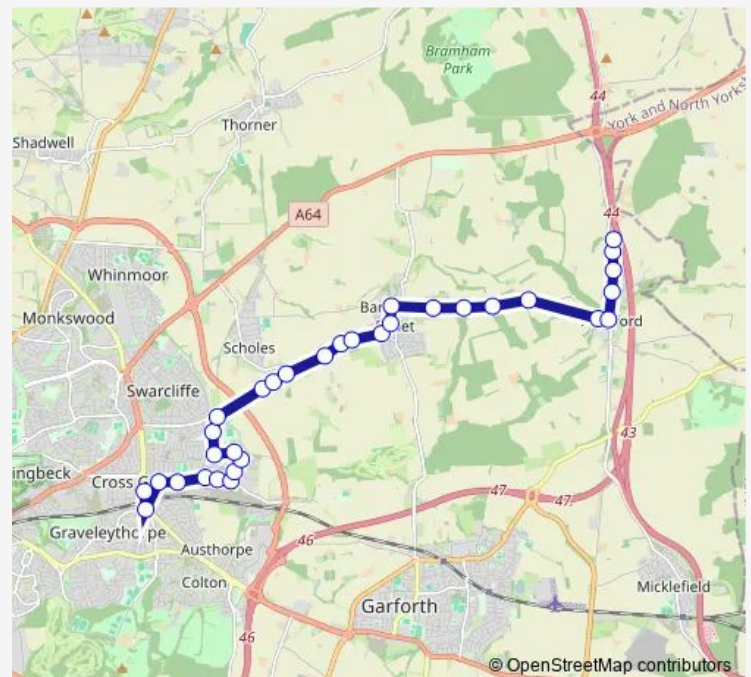 Bramham
Park
44
York and North Yorks
Thorner
Shadwell
A64
44
Whinmoor
Monkswood
Scholes
Swarcliffe
43
ingbeck
Cross
47
47
Graveleythorpe
46
Austhorpe
Colton
Garforth
Micklefield
46
© OpenStreetMap contributors